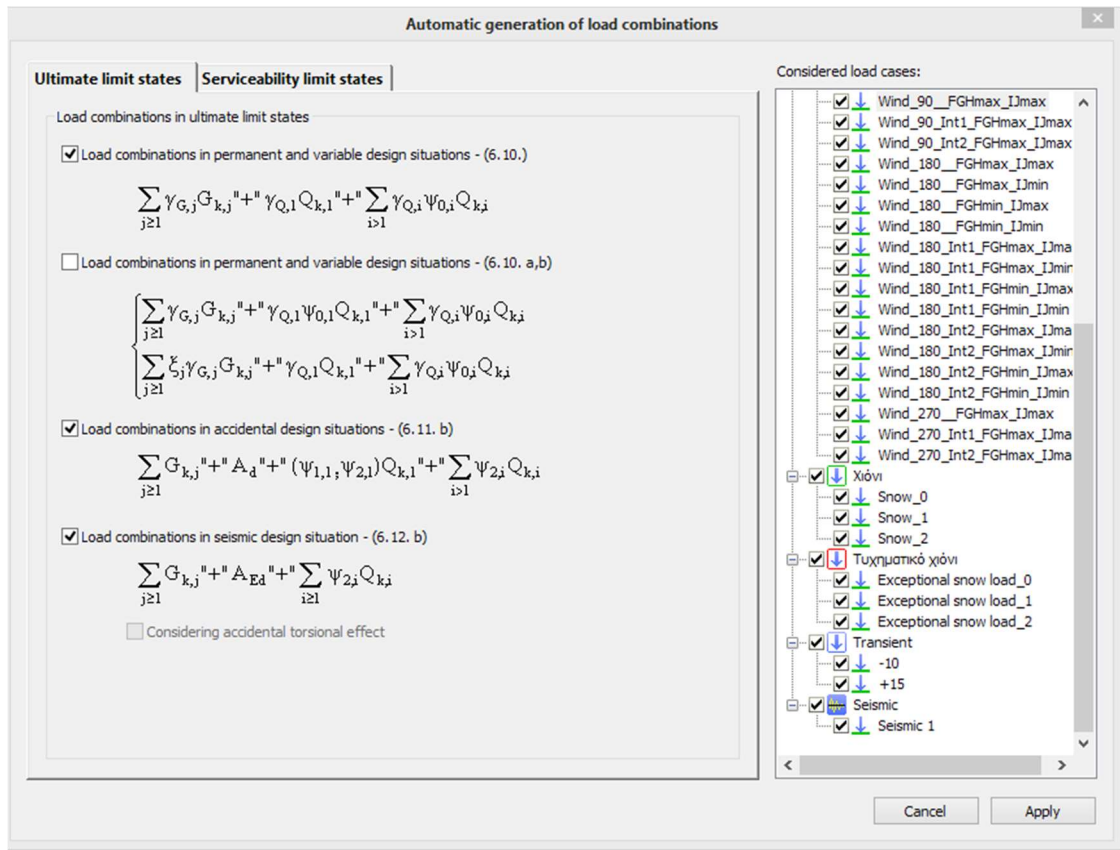 Automatic generation of load combinations
Ultimate limit states
Serviceability limit states
Load combinations in ultimate limit states
Load combinations in permanent and variable design situations - (6.10.)
∑ j≥1 γG,j Gk,j "+" γQ,1 Qk,1 "+" ∑ i>1 γQ,i ψ0,i Qk,i
Load combinations in permanent and variable design situations - (6.10. a,b)
∑ j≥1 γG,j Gk,j "+" γQ,1 ψ0,1 Qk,1 "+" ∑ i>1 γQ,i ψ0,i Qk,i
∑ j≥1 ξj γG,j Gk,j "+" γQ,1 Qk,1 "+" ∑ i>1 γQ,i ψ0,i Qk,i
Load combinations in accidental design situations - (6.11. b)
∑ j≥1 Gk,j "+" Ad "+" (ψ1,1; ψ2,1) Qk,1 "+" ∑ i>1 ψ2,i Qk,i
Load combinations in seismic design situation - (6.12. b)
∑ j≥1 Gk,j "+" AEd "+" ∑ i≥1 ψ2,i Qk,i
Considering accidental torsional effect
Considered load cases:
Wind_90__FGHmax_IJmax
Wind_90_Int1_FGHmax_IJmax
Wind_90_Int2_FGHmax_IJmax
Wind_180__FGHmax_IJmax
Wind_180__FGHmax_IJmin
Wind_180__FGHmin_IJmax
Wind_180__FGHmin_IJmin
Wind_180_Int1_FGHmax_IJma
Wind_180_Int1_FGHmax_IJmin
Wind_180_Int1_FGHmin_IJmax
Wind_180_Int1_FGHmin_IJmin
Wind_180_Int2_FGHmax_IJma
Wind_180_Int2_FGHmax_IJmin
Wind_180_Int2_FGHmin_IJmax
Wind_180_Int2_FGHmin_IJmin
Wind_270__FGHmax_IJmax
Wind_270_Int1_FGHmax_IJma
Wind_270_Int2_FGHmax_IJma
Χιόνι
Snow_0
Snow_1
Snow_2
Τυχηματικό χιόνι
Exceptional snow load_0
Exceptional snow load_1
Exceptional snow load_2
Transient
-10
+15
Seismic
Seismic 1
Cancel
Apply